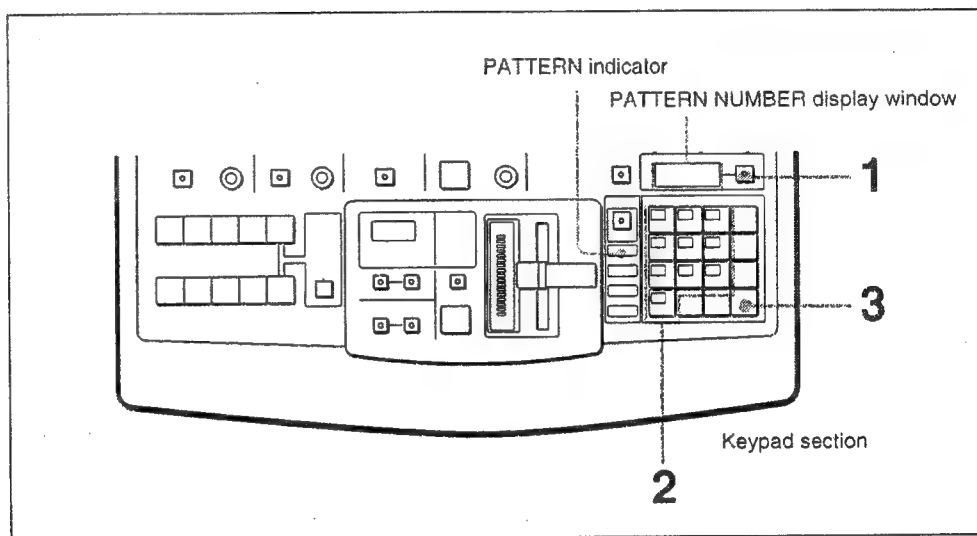 PATTERN indicator
PATTERN NUMBER display window
1
3
Keypad section
2